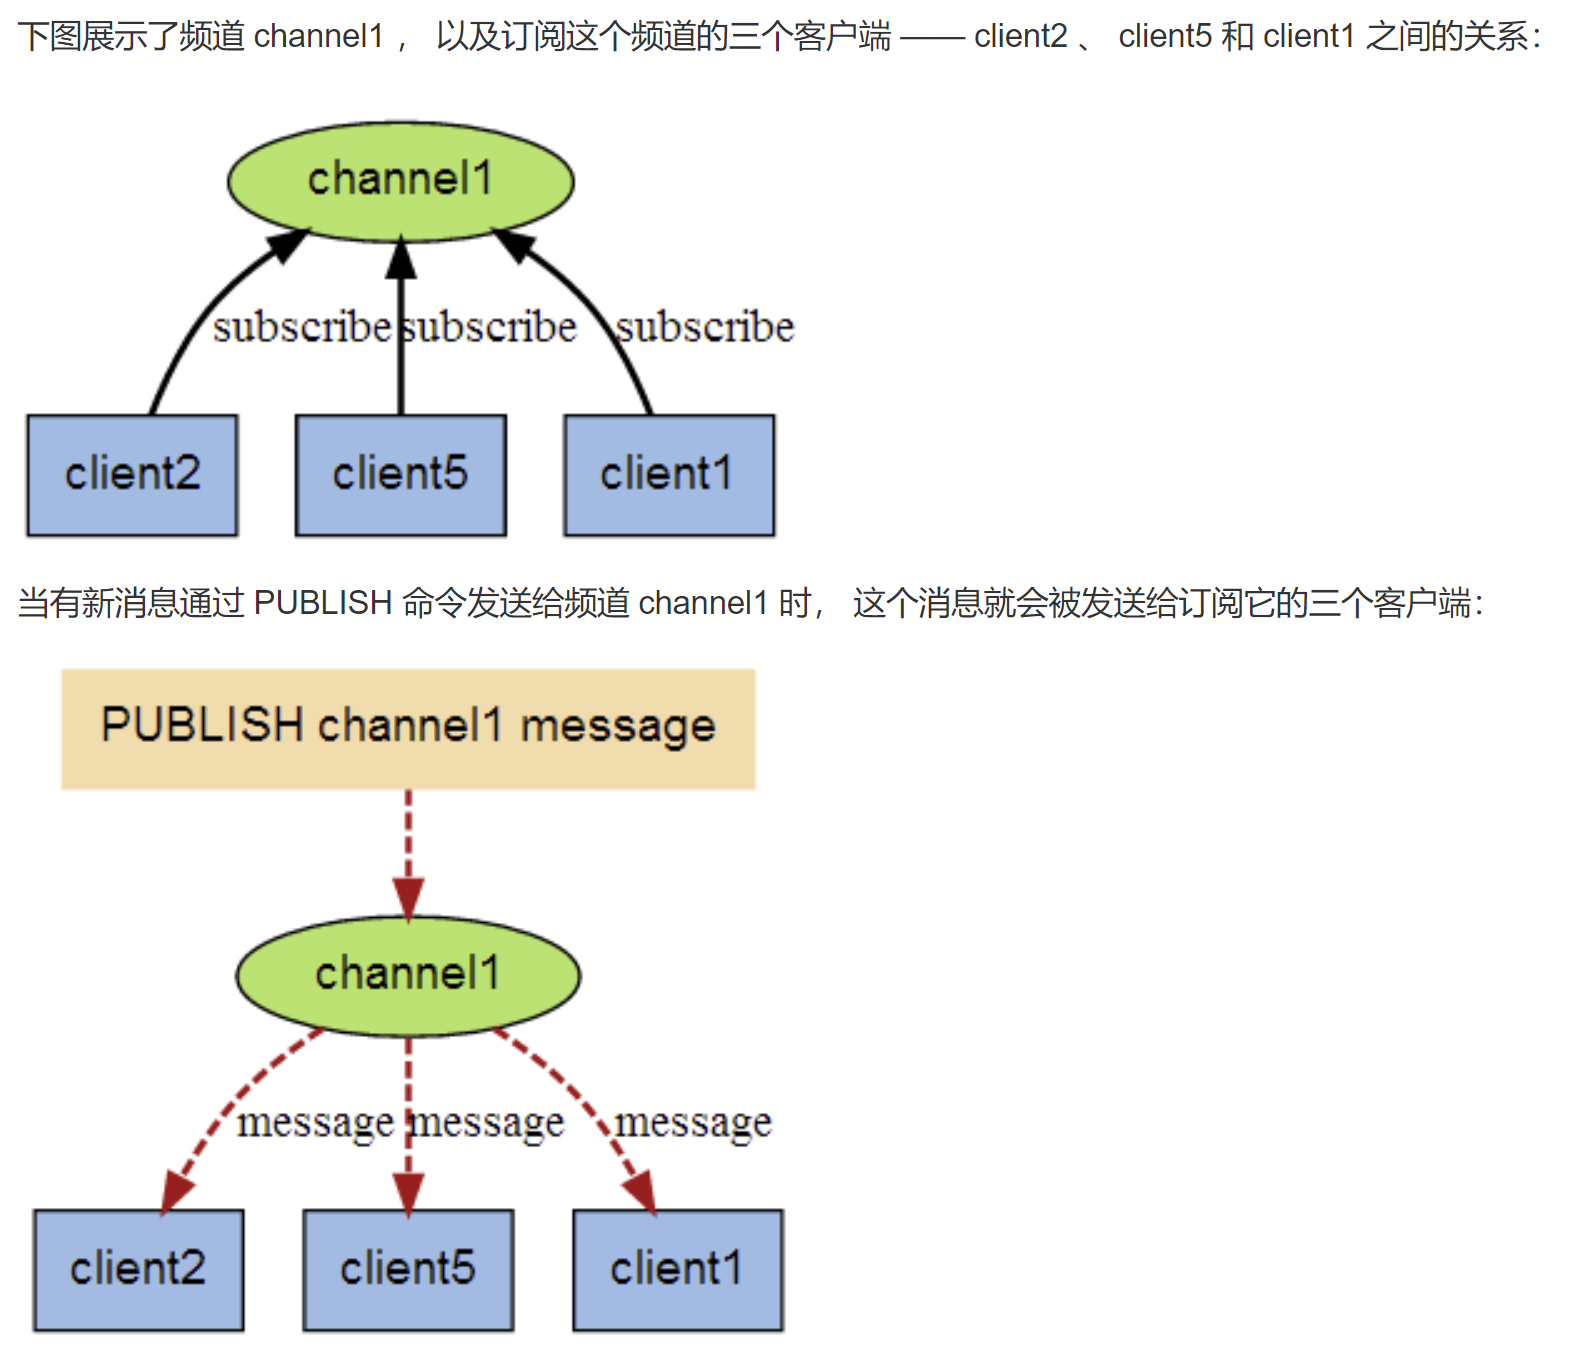 下图展示了频道 channel1 ， 以及订阅这个频道的三个客户端 —— client2 、 client5 和 client1 之间的关系：
channel1
subscribe subscribe subscribe
client2 client5 client1
当有新消息通过 PUBLISH 命令发送给频道 channel1 时， 这个消息就会被发送给订阅它的三个客户端：
PUBLISH channel1 message
channel1
message message message
client2 client5 client1